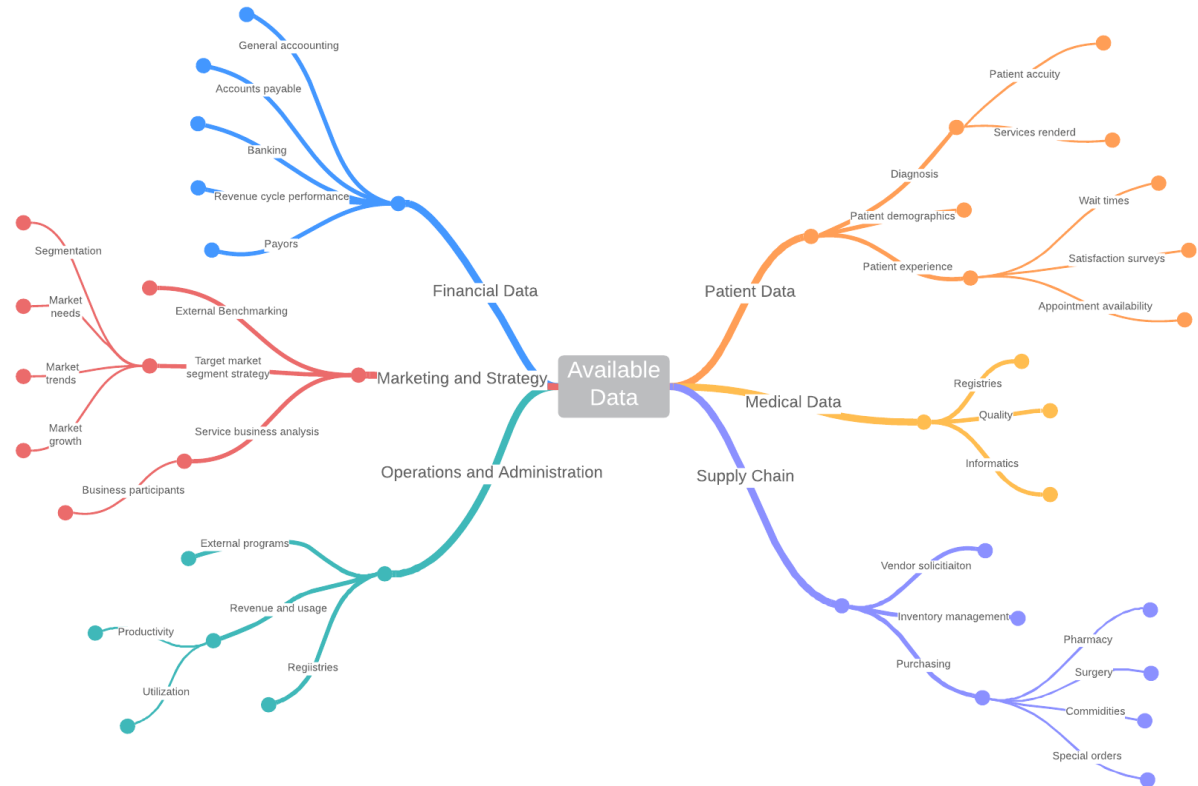 Available
Data
Financial Data
General accoounting
Accounts payable
Banking
Revenue cycle performance
Payors
Marketing and Strategy
External Benchmarking
Target market
segment strategy
Segmentation
Market
needs
Market
trends
Market
growth
Service business analysis
Business participants
Operations and Administration
External programs
Revenue and usage
Productivity
Utilization
Regiistries
Patient Data
Diagnosis
Patient accuity
Services renderd
Patient demographics
Patient experience
Wait times
Satisfaction surveys
Appointment availability
Medical Data
Registries
Quality
Informatics
Supply Chain
Vendor solicitiaiton
Inventory management
Purchasing
Pharmacy
Surgery
Commidities
Special orders